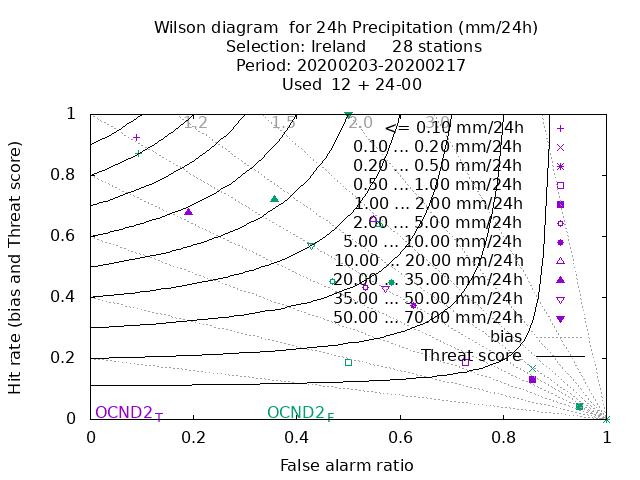 Wilson diagram  for 24h Precipitation (mm/24h)
Selection: Ireland     28 stations
Period: 20200203-20200217
Used  12 + 24-00
1.2
1.5
2.0
3.0
<= 0.10 mm/24h
0.10 ... 0.20 mm/24h
0.20 ... 0.50 mm/24h
0.50 ... 1.00 mm/24h
1.00 ... 2.00 mm/24h
2.00 ... 5.00 mm/24h
5.00 ... 10.00 mm/24h
10.00 ... 20.00 mm/24h
20.00 ... 35.00 mm/24h
35.00 ... 50.00 mm/24h
50.00 ... 70.00 mm/24h
bias
Threat score
Hit rate (bias and Threat score)
1
0.8
0.6
0.4
0.2
0
OCND2_T
OCND2_F
0 0.2 0.4 0.6 0.8 1
False alarm ratio